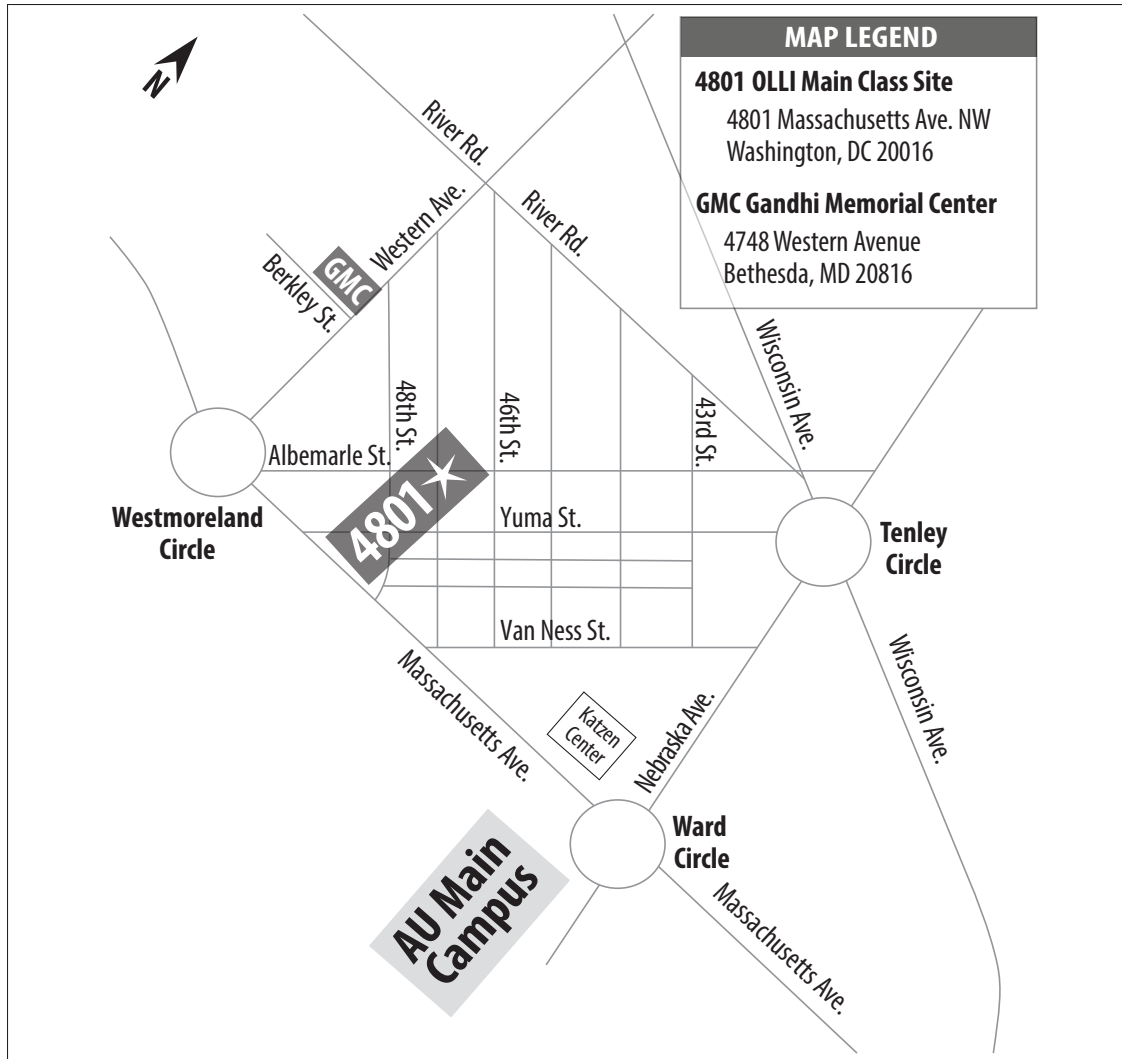 N
MAP LEGEND
4801 OLLI Main Class Site
4801 Massachusetts Ave. NW
Washington, DC 20016
GMC Gandhi Memorial Center
4748 Western Avenue
Bethesda, MD 20816
River Rd.
River Rd.
Western Ave.
GMC
Berkley St.
Wisconsin Ave.
48th St.
46th St.
43rd St.
Albemarle St.
4801
Westmoreland
Circle
Yuma St.
Tenley
Circle
Van Ness St.
Massachusetts Ave.
Katzen
Center
Nebraska Ave.
Wisconsin Ave.
Ward
Circle
AU Main
Campus
Massachusetts Ave.